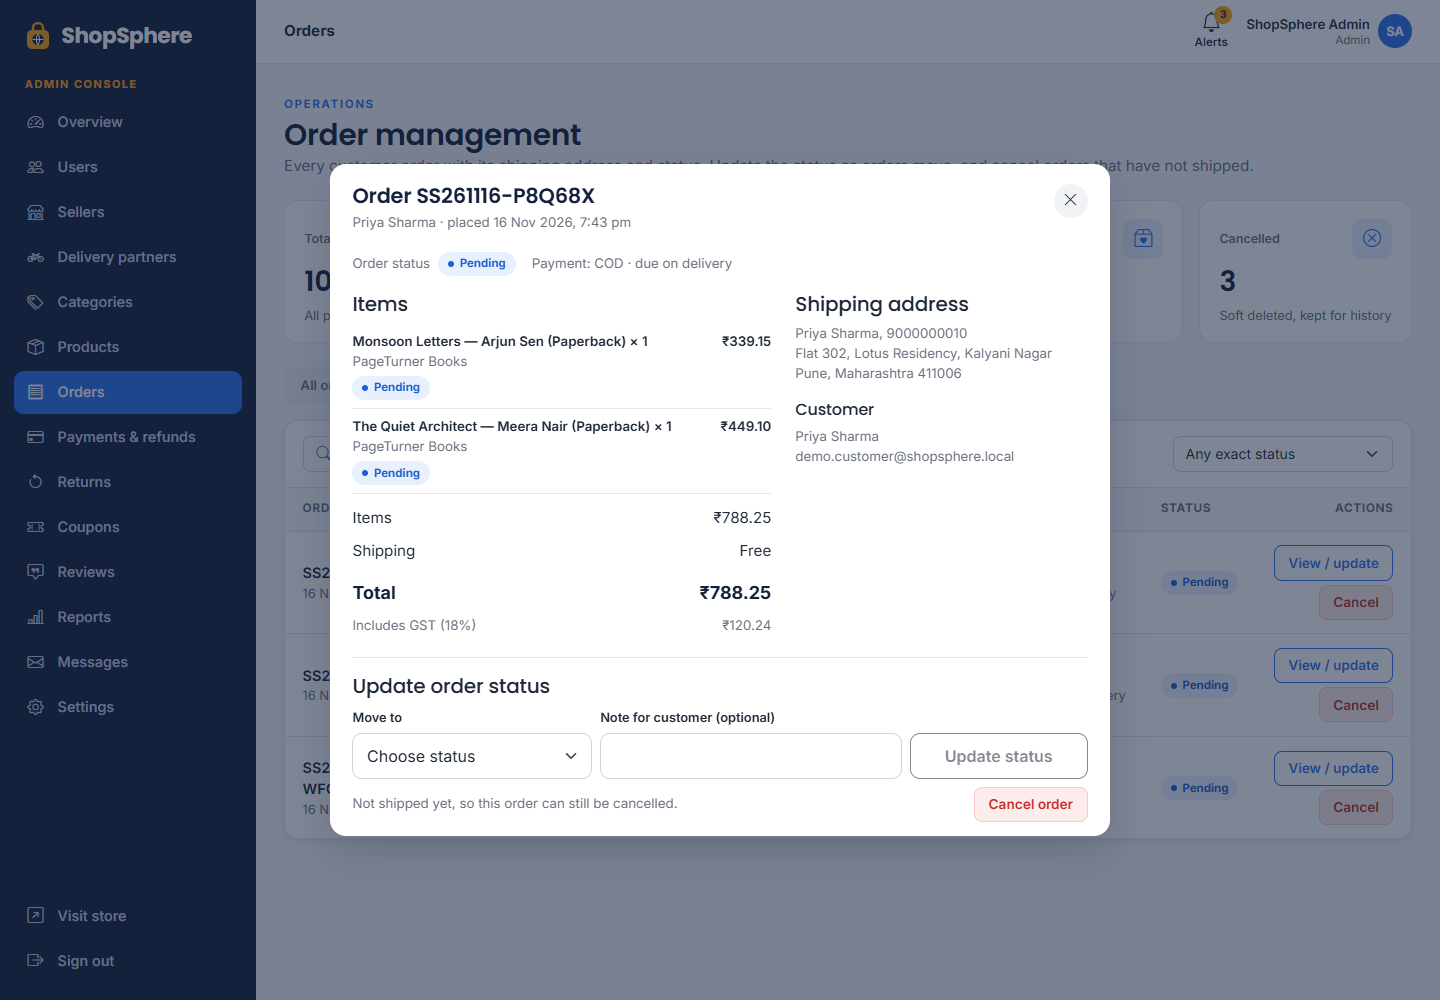 ShopSphere
ADMIN CONSOLE
Overview
Users
Sellers
Delivery partners
Categories
Products
Orders
Payments & refunds
Returns
Coupons
Reviews
Reports
Messages
Settings
Visit store
Sign out
Orders
3
Alerts
ShopSphere Admin
Admin
SA
OPERATIONS
Order management
that have not shipped.
Cancelled
3
Soft deleted, kept for history
Any exact status
STATUS
ACTIONS
Pending
View / update
Cancel
Pending
View / update
Cancel
Pending
View / update
Cancel
Order SS261116-P8Q68X
Priya Sharma · placed 16 Nov 2026, 7:43 pm
Order status
Pending
Payment: COD · due on delivery
Items
Monsoon Letters — Arjun Sen (Paperback) × 1
₹339.15
PageTurner Books
Pending
The Quiet Architect — Meera Nair (Paperback) × 1
₹449.10
PageTurner Books
Pending
Items
₹788.25
Shipping
Free
Total
₹788.25
Includes GST (18%)
₹120.24
Shipping address
Priya Sharma, 9000000010
Flat 302, Lotus Residency, Kalyani Nagar
Pune, Maharashtra 411006
Customer
Priya Sharma
demo.customer@shopsphere.local
Update order status
Move to
Choose status
Note for customer (optional)
Update status
Not shipped yet, so this order can still be cancelled.
Cancel order